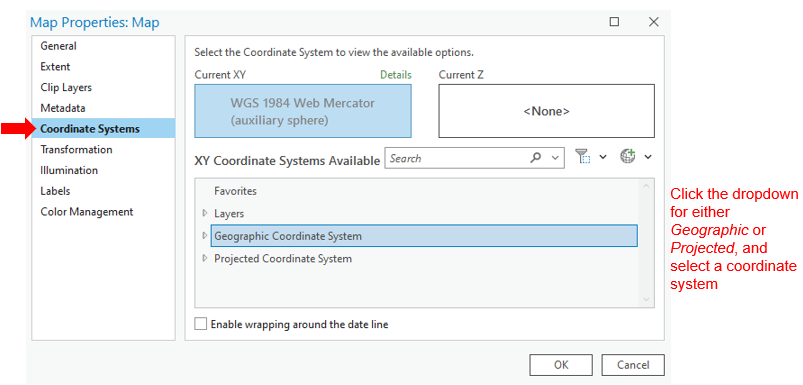 Map Properties: Map
General
Extent
Clip Layers
Metadata
Coordinate Systems
Transformation
Illumination
Labels
Color Management
Select the Coordinate System to view the available options.
Current XY Details Current Z
WGS 1984 Web Mercator
(auxiliary sphere)
<None>
XY Coordinate Systems Available Search
Favorites
Layers
Geographic Coordinate System
Projected Coordinate System
Enable wrapping around the date line
OK Cancel
Click the dropdown
for either
Geographic or
Projected, and
select a coordinate
system